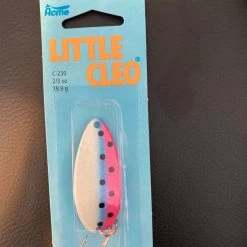 Acme
LITTLE
CLEO®
C-230
2/3 oz
18.9 g